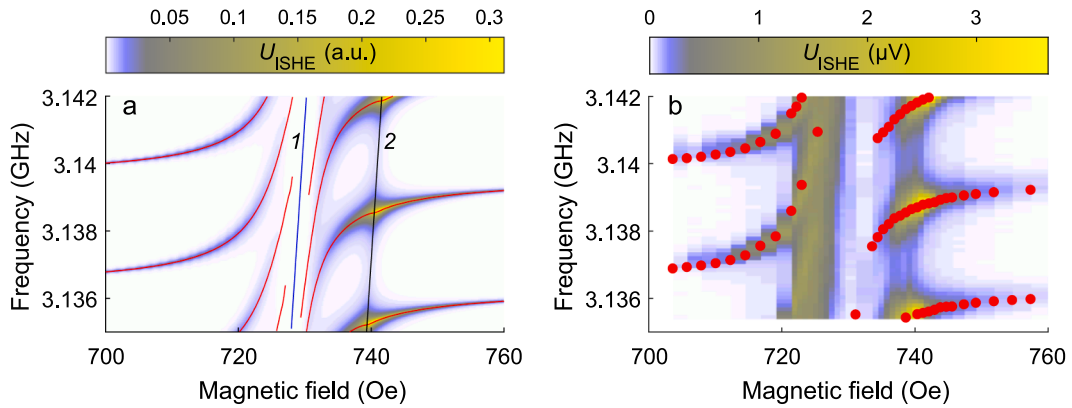 0.05 0.1 0.15 0.2 0.25 0.3
U_ISHE (a.u.)
a
1
2
3.142
3.14
3.138
3.136
Frequency (GHz)
700 720 740 760
Magnetic field (Oe)
0 1 2 3
U_ISHE (μV)
b
3.142
3.14
3.138
3.136
Frequency (GHz)
700 720 740 760
Magnetic field (Oe)